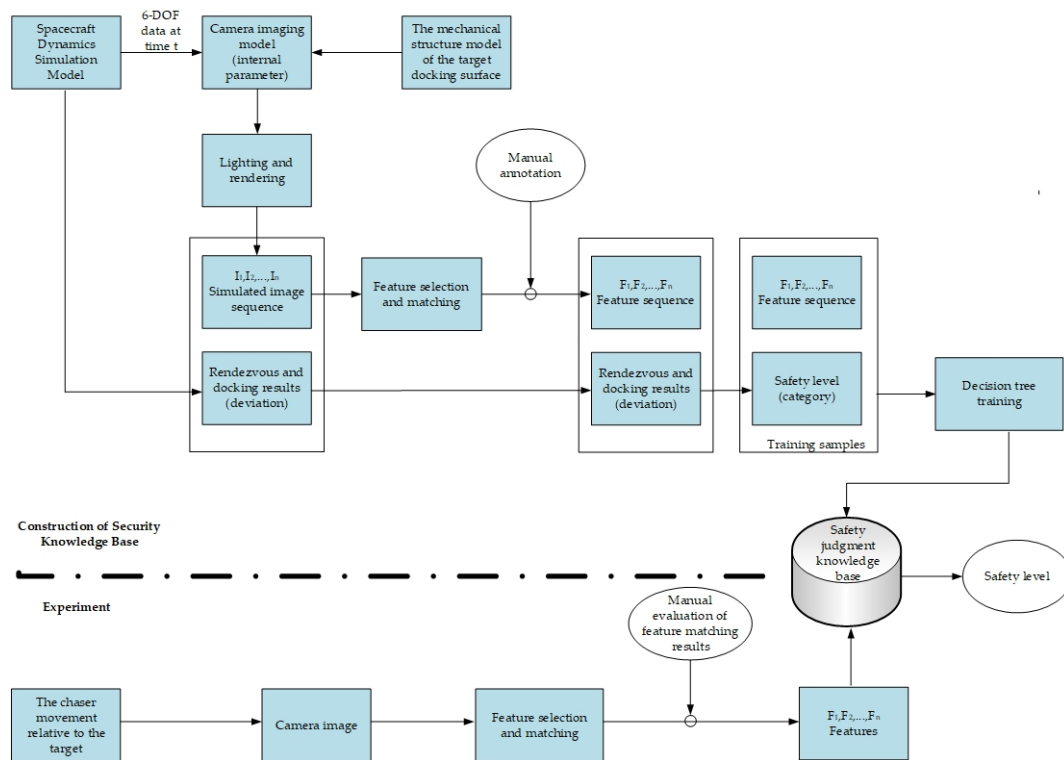 Spacecraft
Dynamics
Simulation
Model
6-DOF
data at
time t
Camera imaging
model
(internal
parameter)
The mechanical
structure model
of the target
docking surface
Lighting and
rendering
Manual
annotation
I₁,I₂,...,Iₙ
Simulated image
sequence
Feature selection
and matching
F₁,F₂,...,Fₙ
Feature sequence
F₁,F₂,...,Fₙ
Feature sequence
Rendezvous and
docking results
(deviation)
Rendezvous and
docking results
(deviation)
Safety level
(category)
Training samples
Decision tree
training
Construction of Security
Knowledge Base
Safety
judgment
knowledge
base
Safety level
Experiment
Manual
evaluation of
feature matching
results
The chaser
movement
relative to the
target
Camera image
Feature selection
and matching
F₁,F₂,...,Fₙ
Features